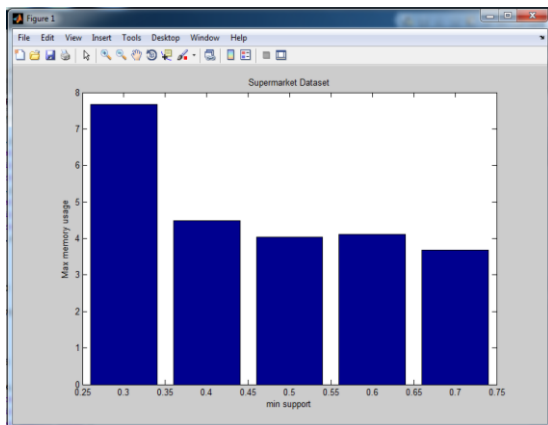 Figure 1
File Edit View Insert Tools Desktop Window Help
Supermarket Dataset
8
7
6
5
4
3
2
1
0
Max memory usage
0.25 0.3 0.35 0.4 0.45 0.5 0.55 0.6 0.65 0.7 0.75
min support